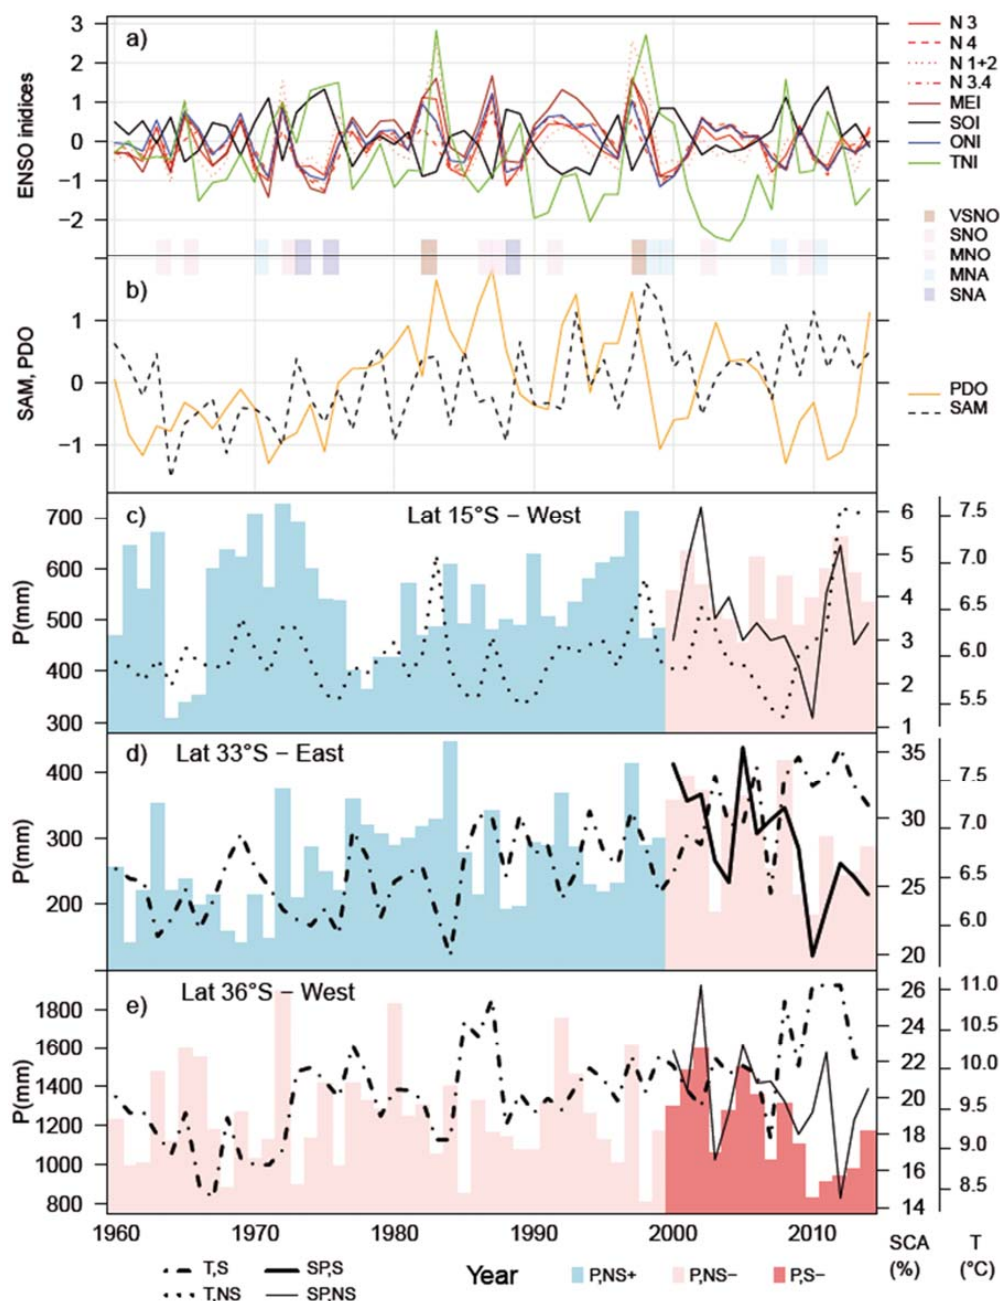 a)
ENSO inidices
3
2
1
0
−1
−2
N 3
N 4
N 1+2
N 3.4
MEI
SOI
ONI
TNI
VSNO
SNO
MNO
MNA
SNA
b)
SAM, PDO
1
0
−1
PDO
SAM
c)
Lat 15°S − West
P(mm)
700
600
500
400
300
6
5
4
3
2
1
7.5
7.0
6.5
6.0
5.5
d)
Lat 33°S − East
P(mm)
400
300
200
35
30
25
20
7.5
7.0
6.5
6.0
e)
Lat 36°S − West
P(mm)
1800
1600
1400
1200
1000
800
26
24
22
20
18
16
14
11.0
10.5
10.0
9.5
9.0
8.5
1960 1970 1980 1990 2000 2010
Year
SCA (%)
T (°C)
T,S
T,NS
SP,S
SP,NS
P,NS+
P,NS−
P,S−